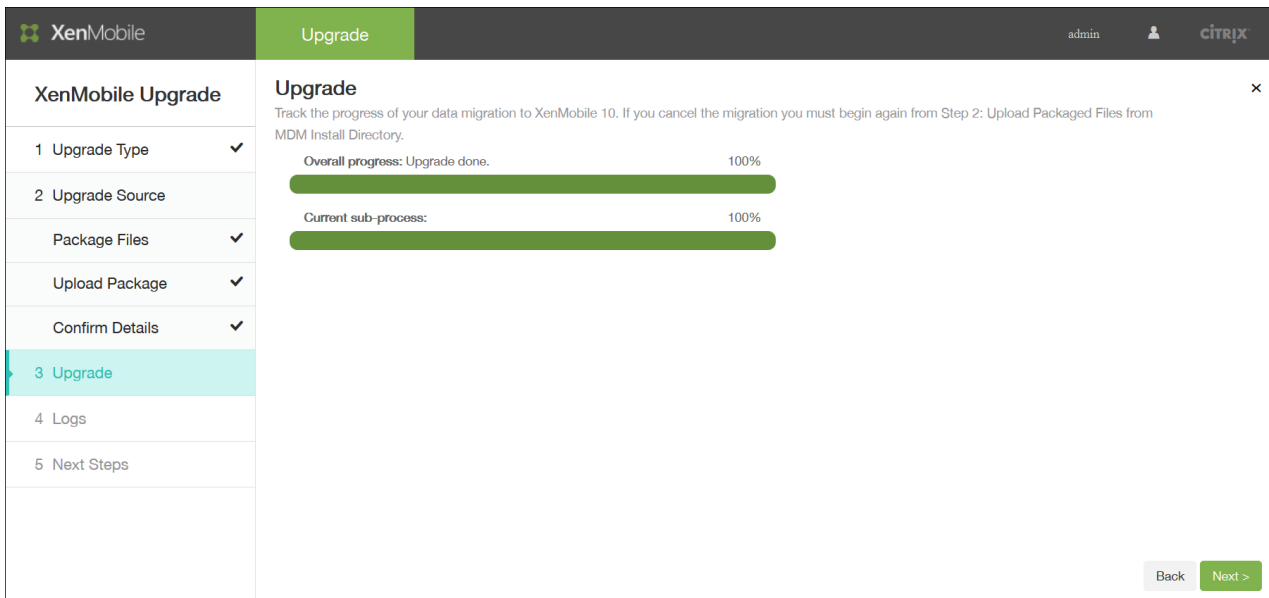 XenMobile
Upgrade
admin
CİTRIX
XenMobile Upgrade
1 Upgrade Type
2 Upgrade Source
Package Files
Upload Package
Confirm Details
3 Upgrade
4 Logs
5 Next Steps
Upgrade
Track the progress of your data migration to XenMobile 10. If you cancel the migration you must begin again from Step 2: Upload Packaged Files from
MDM Install Directory.
Overall progress: Upgrade done. 100%
Current sub-process: 100%
Back
Next >